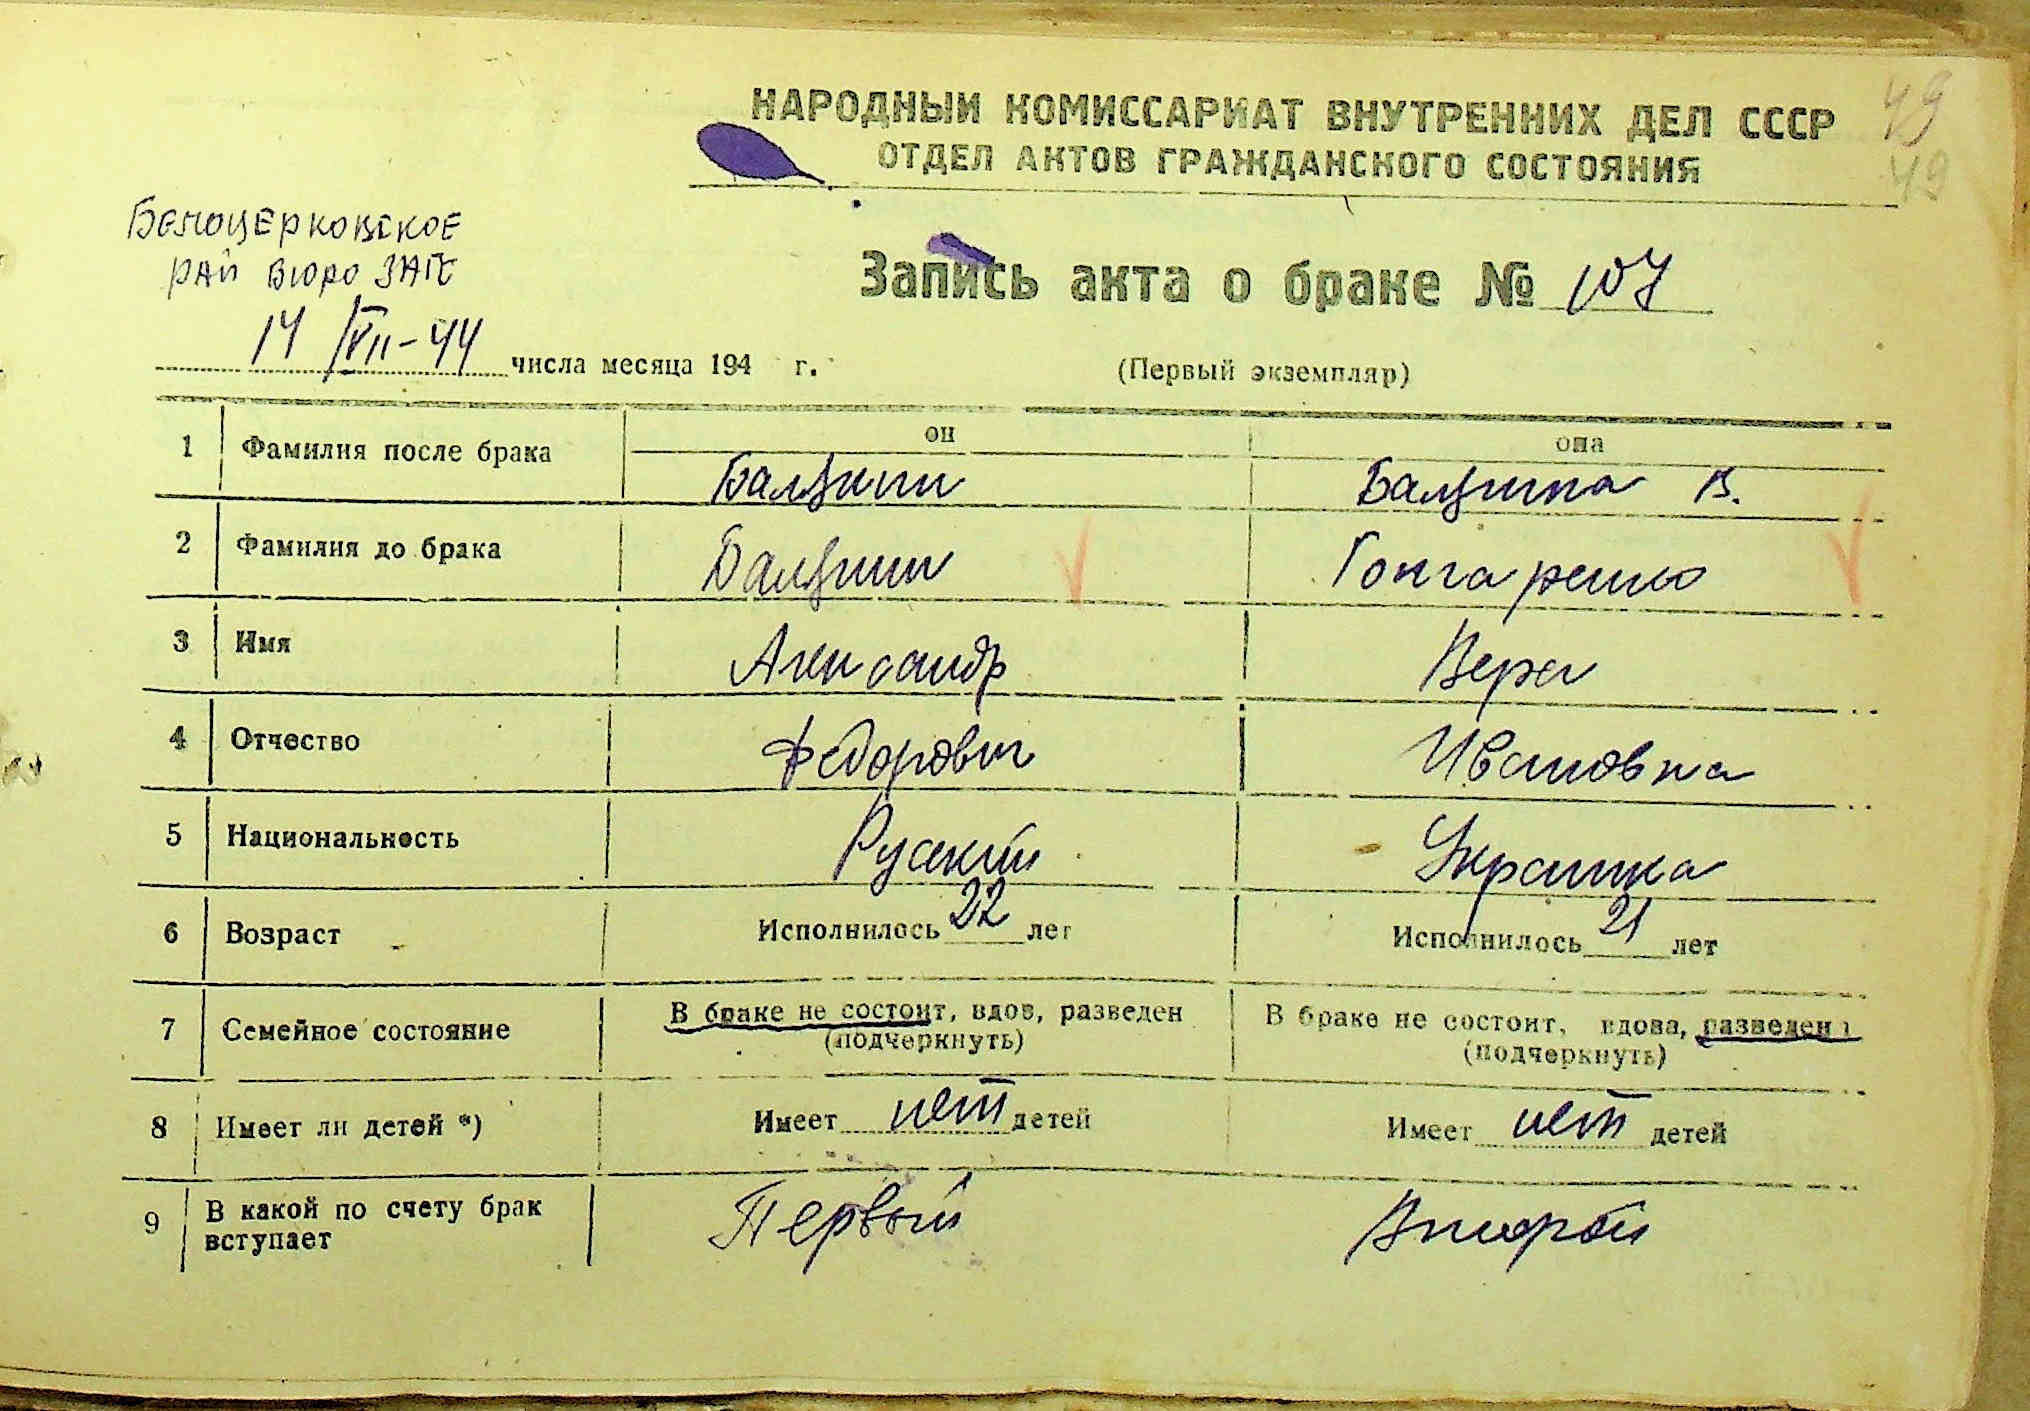 49
49
НАРОДНЫЙ КОМИССАРИАТ ВНУТРЕННИХ ДЕЛ СССР
ОТДЕЛ АКТОВ ГРАЖДАНСКОГО СОСТОЯНИЯ
Белоцерковское
рай бюро ЗАГС
Запись акта о браке № 107
14/VII-44 числа месяца 194 г.
(Первый экземпляр)
он она
1 Фамилия после брака В.
2 Фамилия до брака Гончаренко
3 Имя Александр Вера
4 Отчество Федорович Ивановна
5 Национальность Русский Украинка
6 Возраст Исполнилось 22 лет Исполнилось 21 лет
7 Семейное состояние В браке не состоит, вдов, разведен В браке не состоит, вдова, разведена
(подчеркнуть) (подчеркнуть)
8 Имеет ли детей *) Имеет нет детей Имеет нет детей
9 В какой по счету брак
вступает Первый Второй